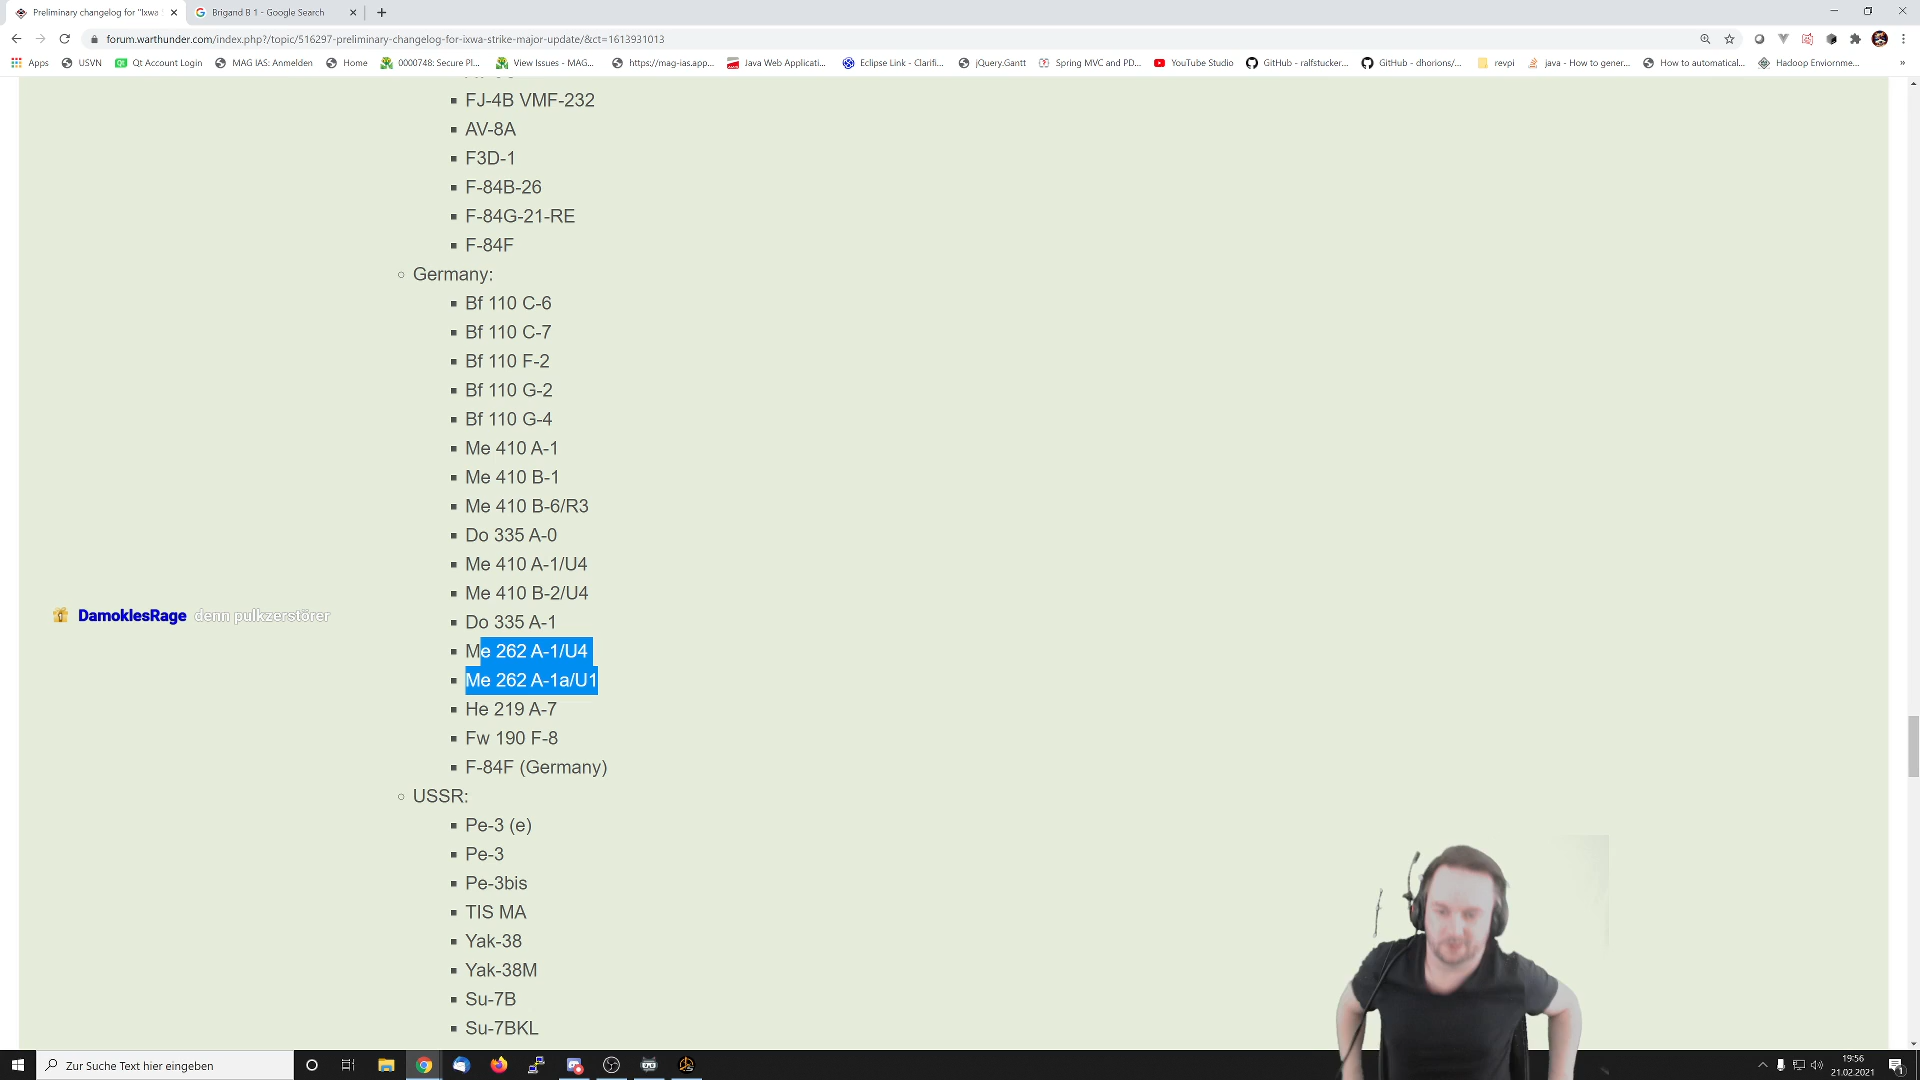 Preliminary changelog for "Ixwa
Brigand B 1 - Google Search
forum.warthunder.com/index.php?/topic/516297-preliminary-changelog-for-ixwa-strike-major-update/&ct=1613931013
Apps USVN Qt Account Login MAG IAS: Anmelden Home 0000748: Secure Pl... View Issues - MAG... https://mag-ias.app... Java Web Applicati... Eclipse Link - Clarifi... jQuery.Gantt Spring MVC and PD... YouTube Studio GitHub - ralfstucker... GitHub - dhorions/... revpi java - How to gener... How to automatical... Hadoop Enviornme... »
FJ-4B VMF-232
AV-8A
F3D-1
F-84B-26
F-84G-21-RE
F-84F
Germany:
Bf 110 C-6
Bf 110 C-7
Bf 110 F-2
Bf 110 G-2
Bf 110 G-4
Me 410 A-1
Me 410 B-1
Me 410 B-6/R3
Do 335 A-0
Me 410 A-1/U4
Me 410 B-2/U4
DamoklesRage denn pulkzerstörer
Do 335 A-1
Me 262 A-1/U4
Me 262 A-1a/U1
He 219 A-7
Fw 190 F-8
F-84F (Germany)
USSR:
Pe-3 (e)
Pe-3
Pe-3bis
TIS MA
Yak-38
Yak-38M
Su-7B
Su-7BKL
Zur Suche Text hier eingeben
19:56
21.02.2021
1